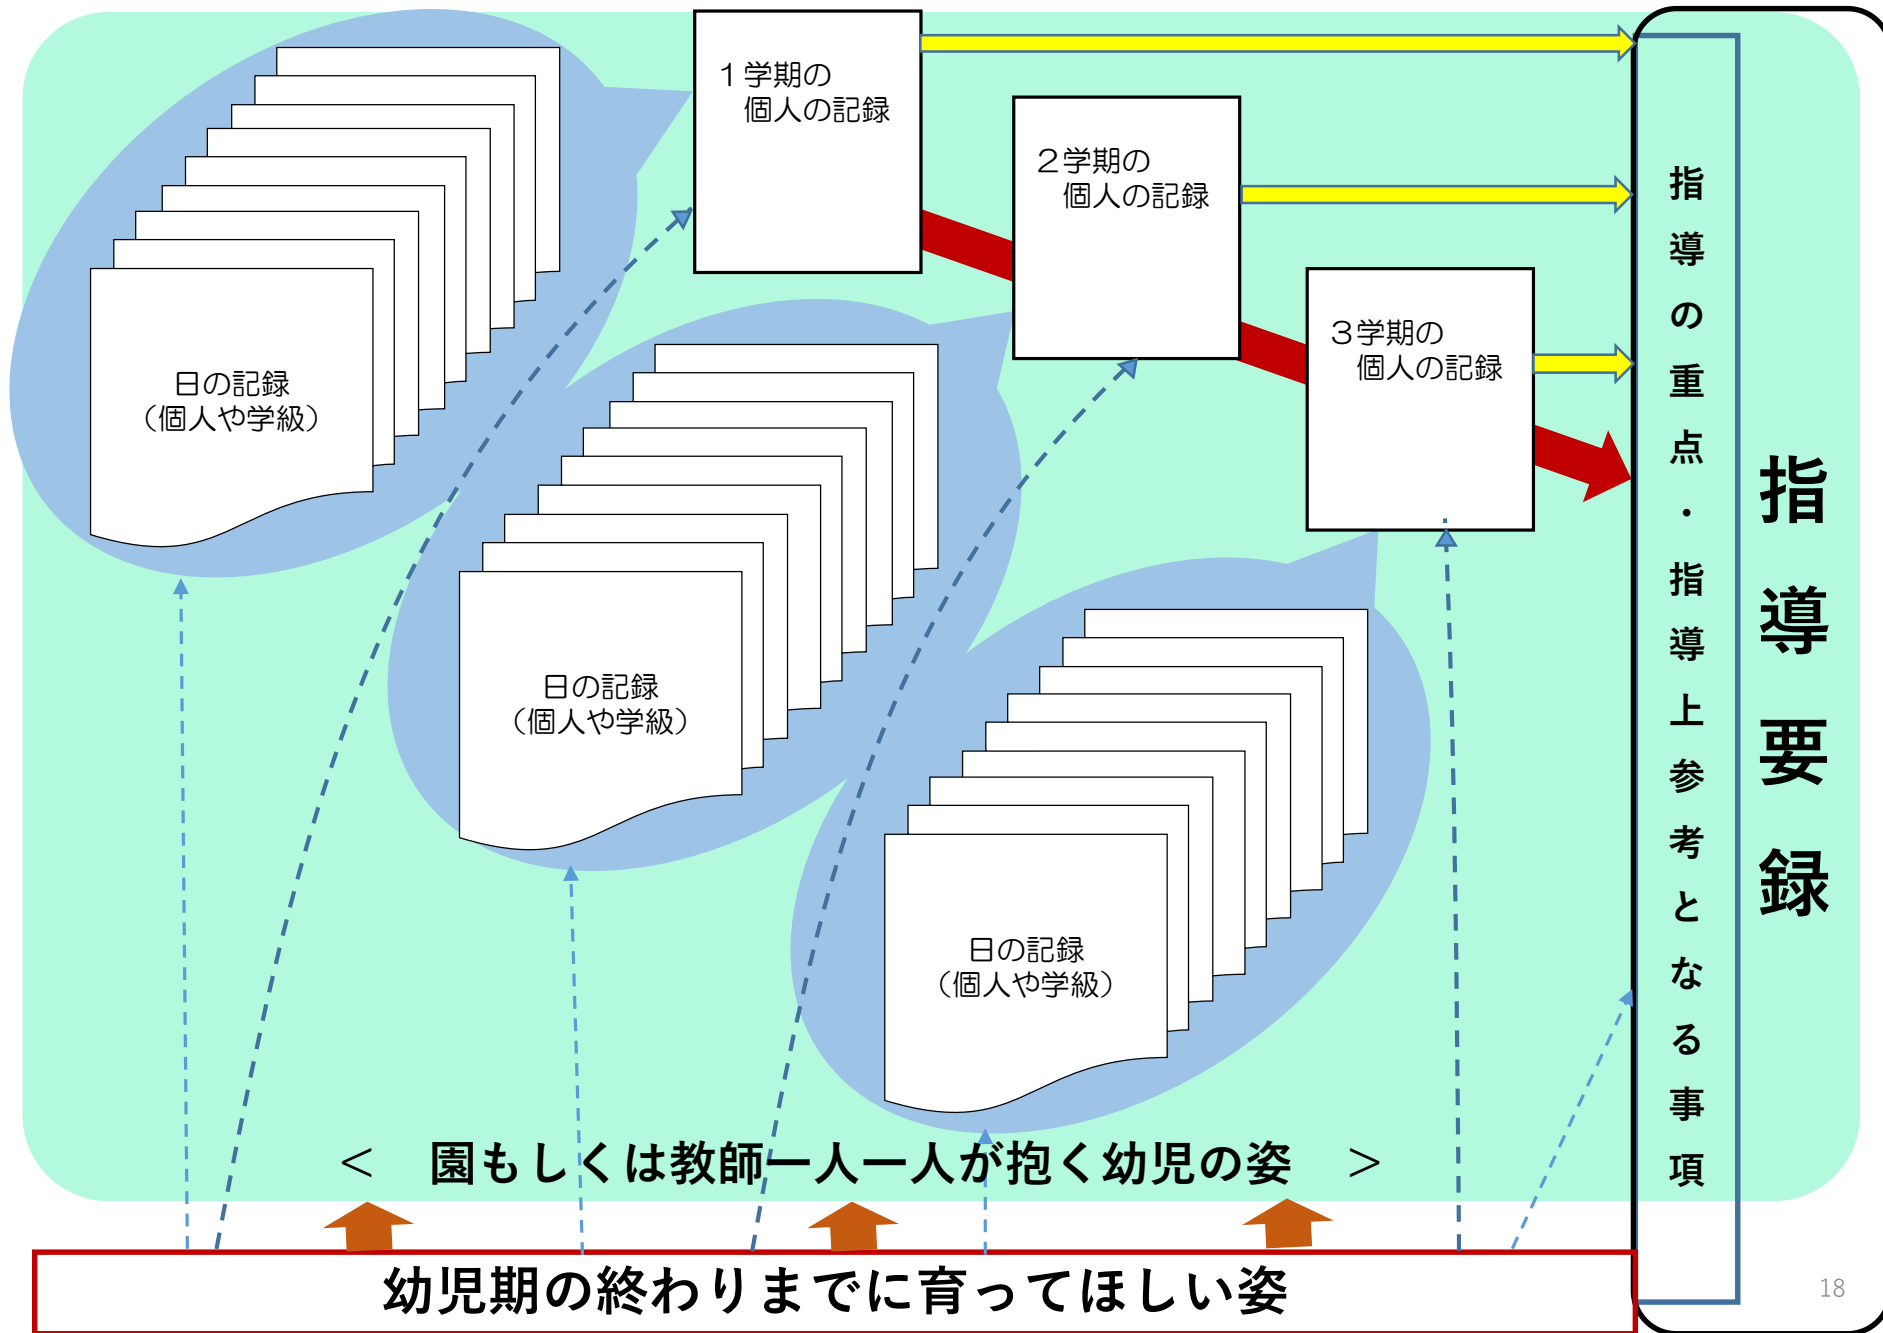 １学期の
個人の記録
２学期の
個人の記録
３学期の
個人の記録
日の記録
（個人や学級）
日の記録
（個人や学級）
日の記録
（個人や学級）
指導の重点・指導上参考となる事項
指導要録
＜　園もしくは教師一人一人が抱く幼児の姿　＞
幼児期の終わりまでに育ってほしい姿
18